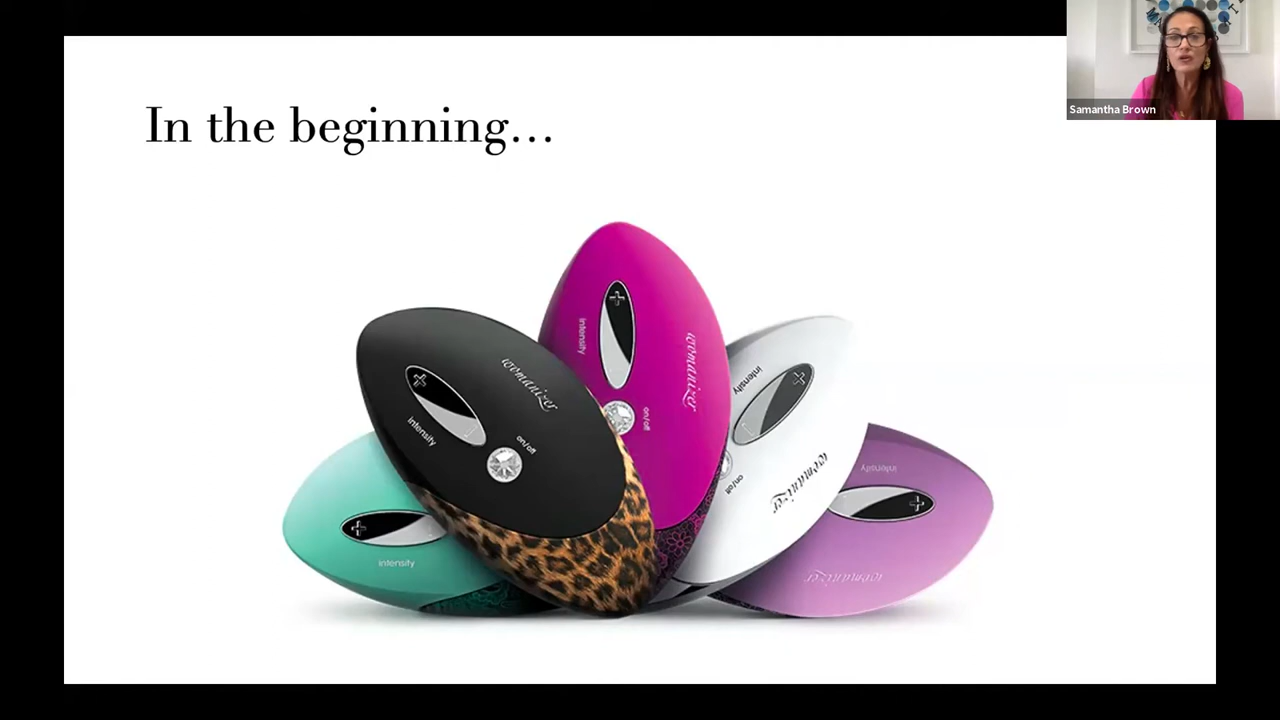 In the beginning...
Samantha Brown
womanizer
intensity
on/off
intensity
womanizer
on/off
intensity
womanizer
on/off
intensity
intensity
womanizer